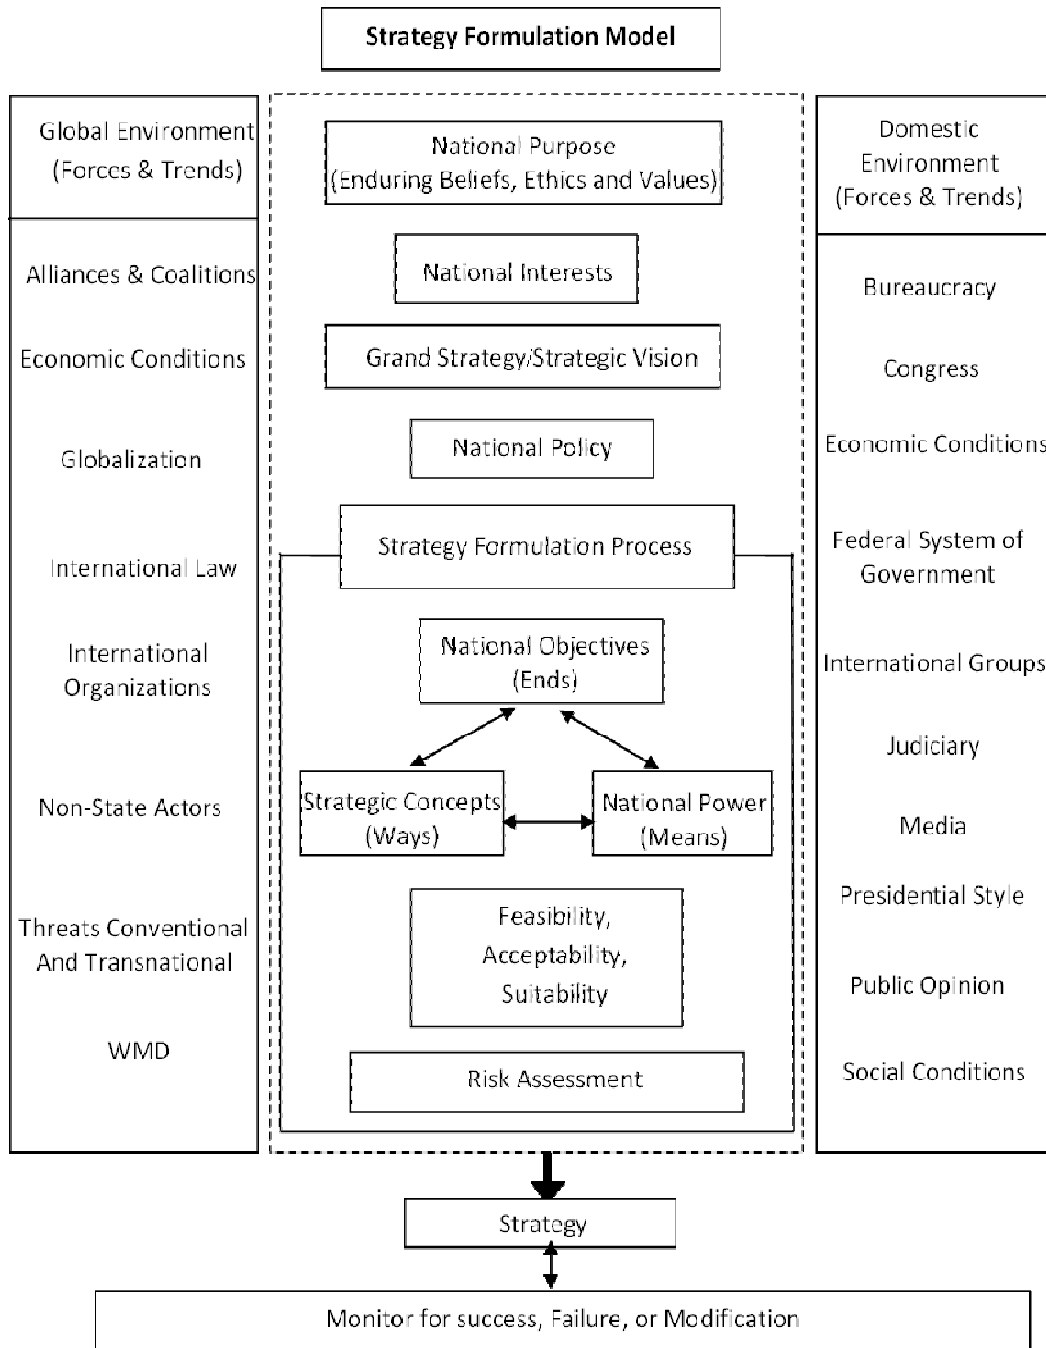 Strategy Formulation Model
Global Environment
(Forces & Trends)
Alliances & Coalitions
Economic Conditions
Globalization
International Law
International
Organizations
Non-State Actors
Threats Conventional
And Transnational
WMD
National Purpose
(Enduring Beliefs, Ethics and Values)
National Interests
Grand Strategy/Strategic Vision
National Policy
Strategy Formulation Process
National Objectives
(Ends)
Strategic Concepts
(Ways)
National Power
(Means)
Feasibility,
Acceptability,
Suitability
Risk Assessment
Domestic
Environment
(Forces & Trends)
Bureaucracy
Congress
Economic Conditions
Federal System of
Government
International Groups
Judiciary
Media
Presidential Style
Public Opinion
Social Conditions
Strategy
Monitor for success, Failure, or Modification